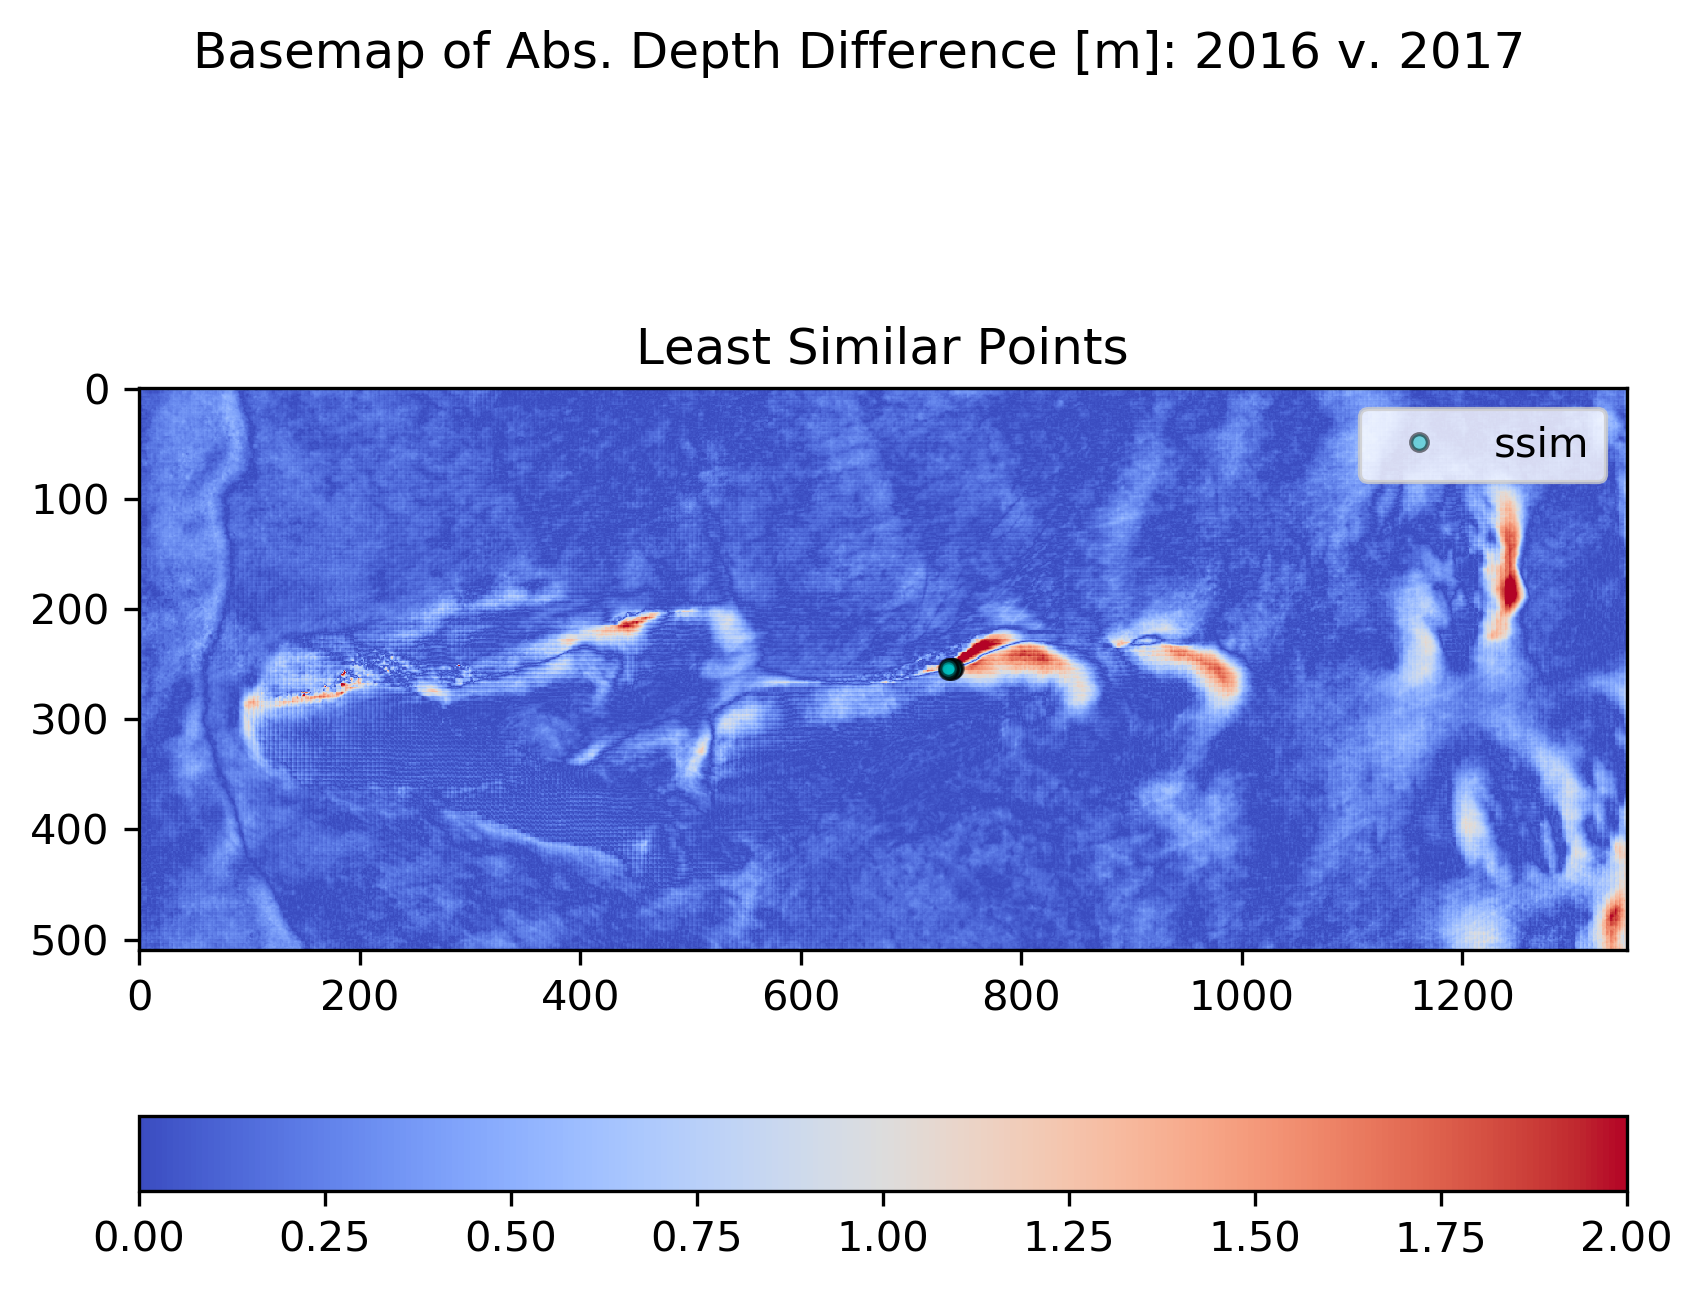 Basemap of Abs. Depth Difference [m]: 2016 v. 2017
Least Similar Points
ssim
0
100
200
300
400
500
0 200 400 600 800 1000 1200
0.00 0.25 0.50 0.75 1.00 1.25 1.50 1.75 2.00